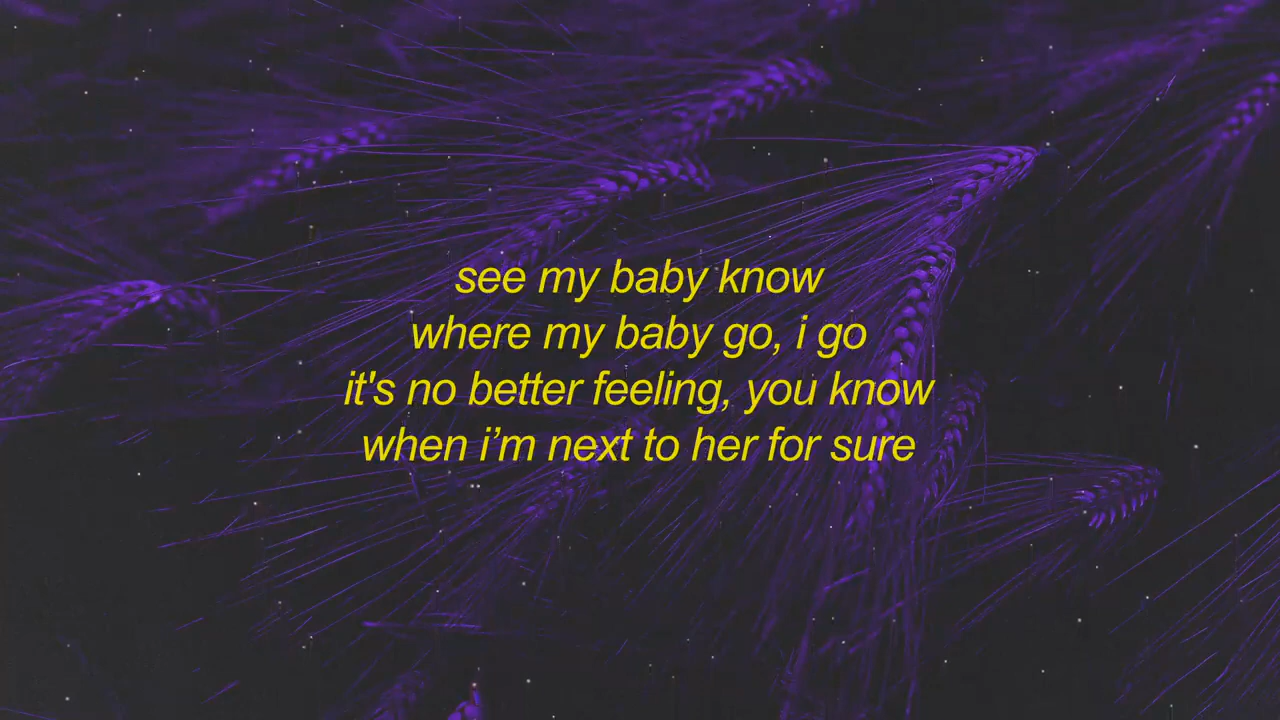 see my baby know
where my baby go, i go
it's no better feeling, you know
when i’m next to her for sure